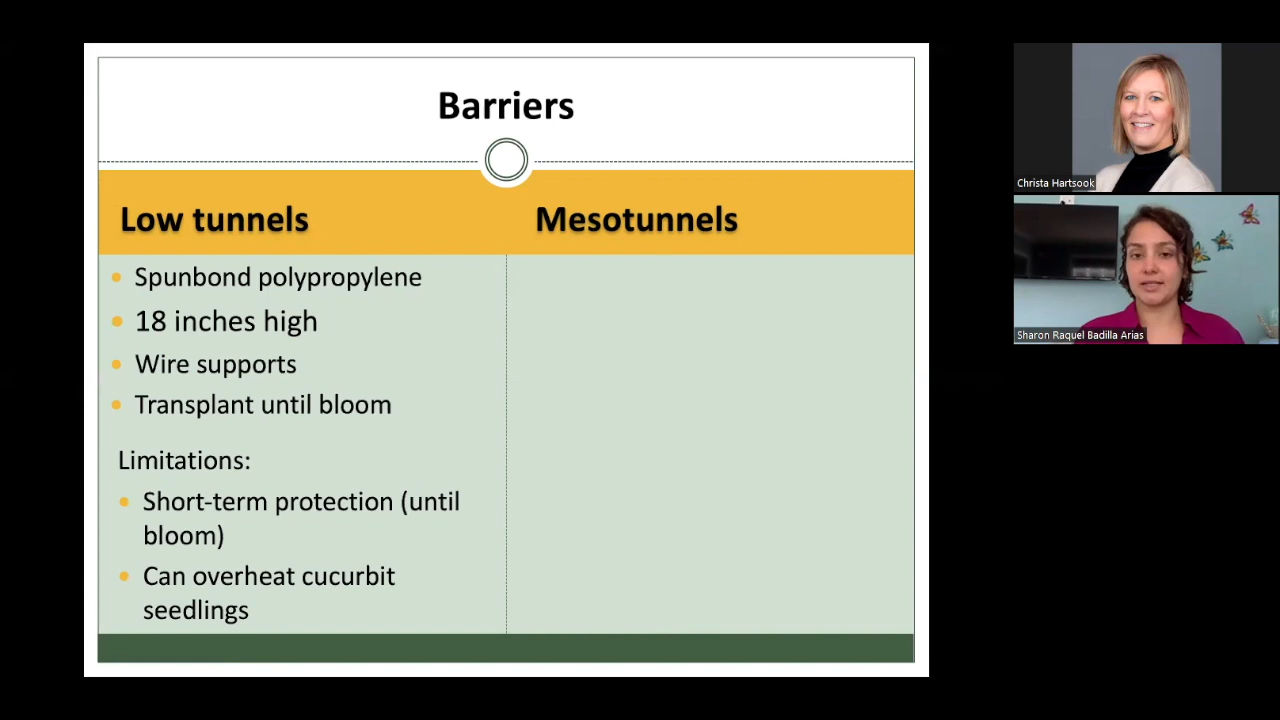 Barriers
Low tunnels
Mesotunnels
Spunbond polypropylene
18 inches high
Wire supports
Transplant until bloom
Limitations:
Short-term protection (until
bloom)
Can overheat cucurbit
seedlings
Christa Hartsook
Sharon Raquel Badilla Arias